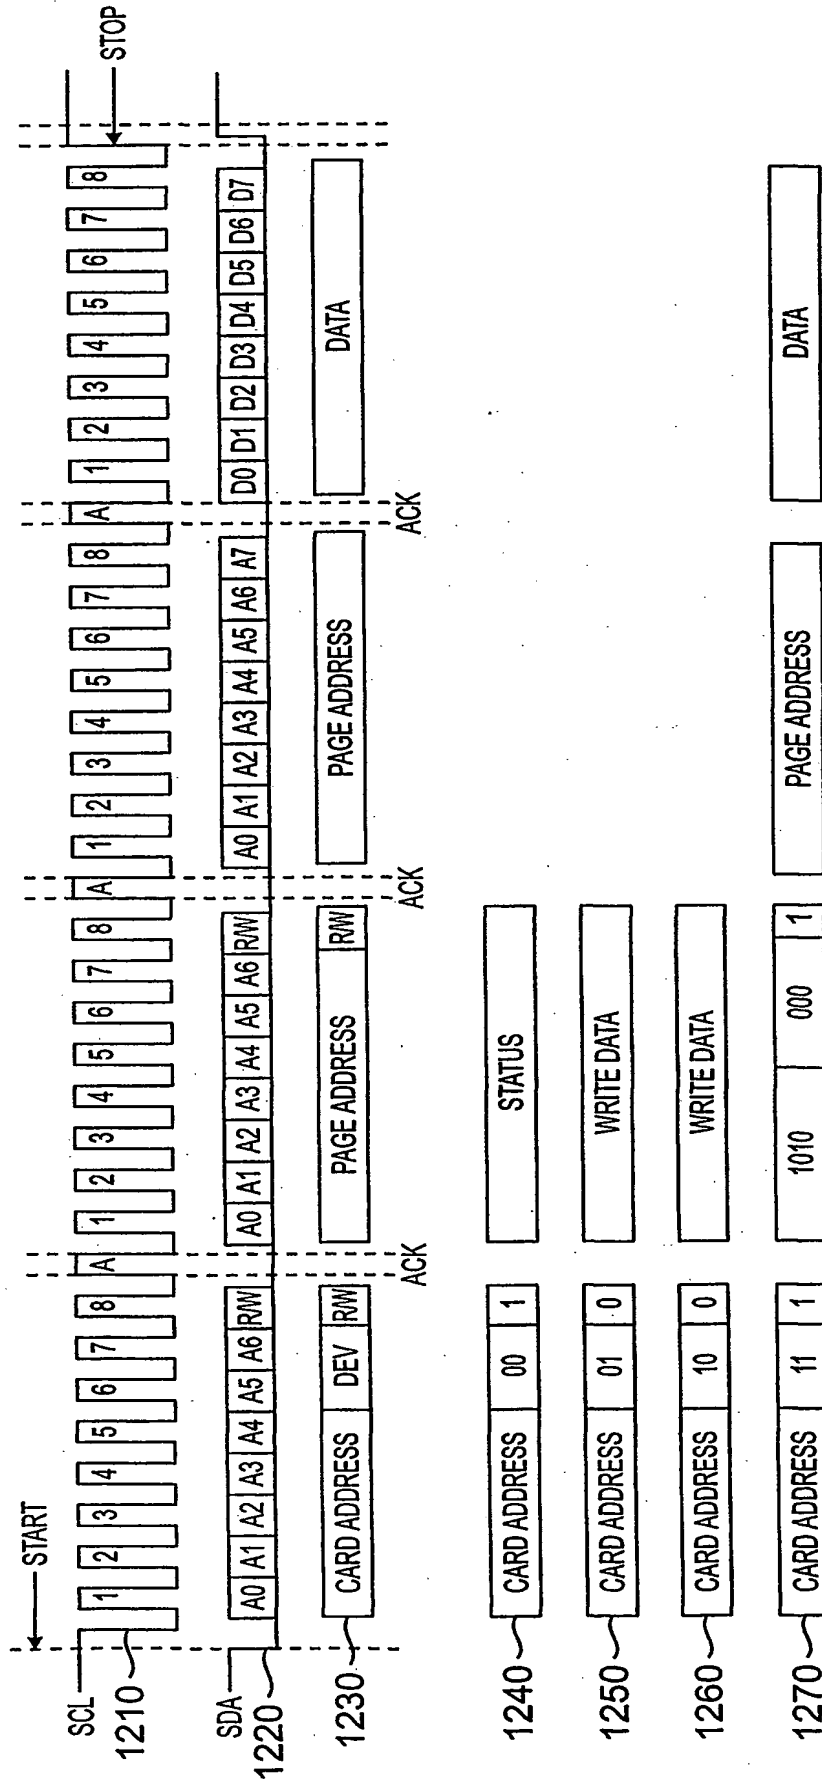 START
STOP
SCL
1 2 3 4 5 6 7 8 A 1 2 3 4 5 6 7 8 A 1 2 3 4 5 6 7 8 A 1 2 3 4 5 6 7 8
1210
SDA
A0 A1 A2 A3 A4 A5 A6 R/W A0 A1 A2 A3 A4 A5 A6 R/W A0 A1 A2 A3 A4 A5 A6 A7 D0 D1 D2 D3 D4 D5 D6 D7
1220
1230 CARD ADDRESS DEV R/W PAGE ADDRESS R/W PAGE ADDRESS DATA
ACK ACK ACK
1240 CARD ADDRESS 00 1 STATUS
1250 CARD ADDRESS 01 0 WRITE DATA
1260 CARD ADDRESS 10 0 WRITE DATA
1270 CARD ADDRESS 11 1 1010 000 1 PAGE ADDRESS DATA